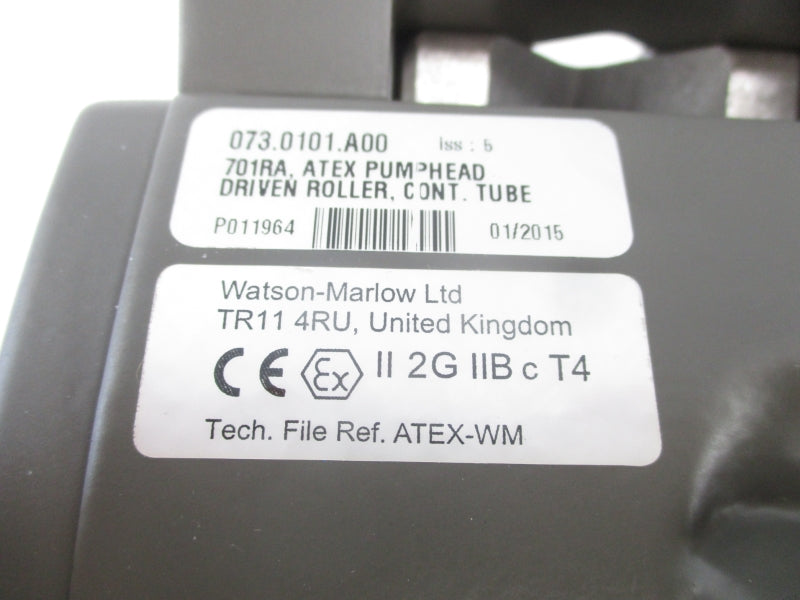 073.0101.A00 Iss : 5
701RA, ATEX PUMPHEAD
DRIVEN ROLLER, CONT. TUBE
P011964 01/2015
Watson-Marlow Ltd
TR11 4RU, United Kingdom
CE Ex II 2G IIB c T4
Tech. File Ref. ATEX-WM